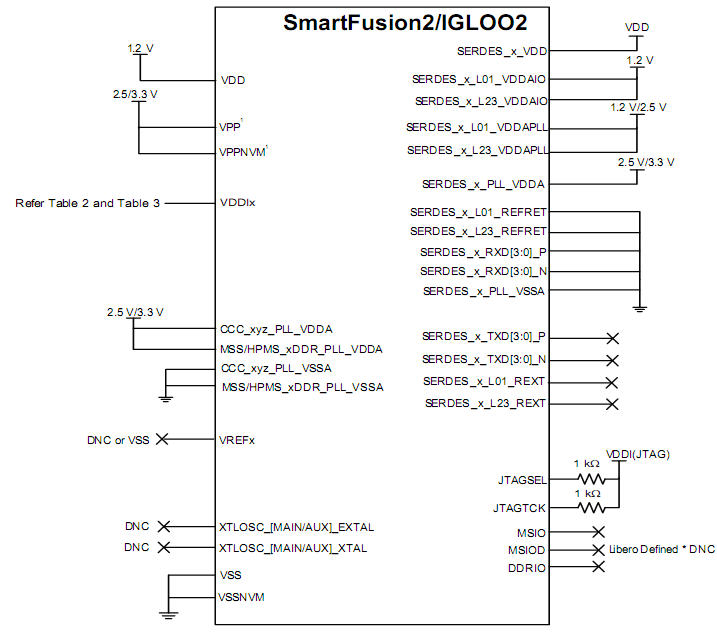 SmartFusion2/IGLOO2
1.2 V
VDD
2.5/3.3 V
VPP1
VPPNVM1
Refer Table 2 and Table 3
VDDIx
2.5 V/3.3 V
CCC_xyz_PLL_VDDA
MSS/HPMS_xDDR_PLL_VDDA
CCC_xyz_PLL_VSSA
MSS/HPMS_xDDR_PLL_VSSA
DNC or VSS
VREFx
DNC
XTLOSC_[MAIN/AUX]_EXTAL
DNC
XTLOSC_[MAIN/AUX]_XTAL
VSS
VSSNVM
VDD
SERDES_x_VDD
1.2 V
SERDES_x_L01_VDDAIO
SERDES_x_L23_VDDAIO
1.2 V/2.5 V
SERDES_x_L01_VDDAPLL
SERDES_x_L23_VDDAPLL
2.5 V/3.3 V
SERDES_x_PLL_VDDA
SERDES_x_L01_REFRET
SERDES_x_L23_REFRET
SERDES_x_RXD[3:0]_P
SERDES_x_RXD[3:0]_N
SERDES_x_PLL_VSSA
SERDES_x_TXD[3:0]_P
SERDES_x_TXD[3:0]_N
SERDES_x_L01_REXT
SERDES_x_L23_REXT
VDDI(JTAG)
1 kΩ
JTAGSEL
1 kΩ
JTAGTCK
MSIO
MSIOD
Libero Defined * DNC
DDRIO